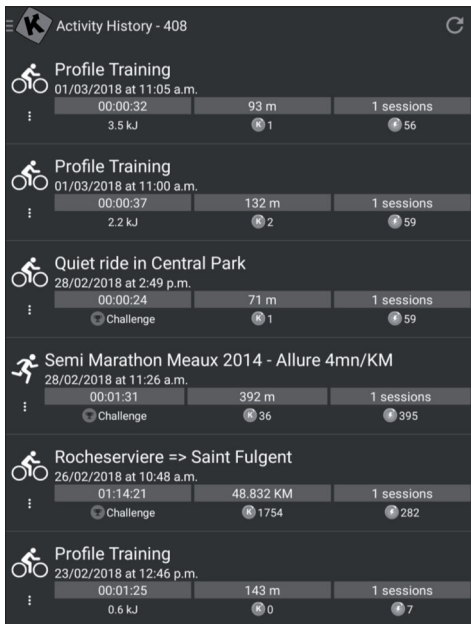 K Activity History - 408
Profile Training
01/03/2018 at 11:05 a.m.
00:00:32 93 m 1 sessions
3.5 kJ K 1 56
Profile Training
01/03/2018 at 11:00 a.m.
00:00:37 132 m 1 sessions
2.2 kJ K 2 59
Quiet ride in Central Park
28/02/2018 at 2:49 p.m.
00:00:24 71 m 1 sessions
Challenge K 1 59
Semi Marathon Meaux 2014 - Allure 4mn/KM
28/02/2018 at 11:26 a.m.
00:01:31 392 m 1 sessions
Challenge K 36 395
Rocheserviere => Saint Fulgent
26/02/2018 at 10:48 a.m.
01:14:21 48.832 KM 1 sessions
Challenge K 1754 282
Profile Training
23/02/2018 at 12:46 p.m.
00:01:25 143 m 1 sessions
0.6 kJ K 0 7